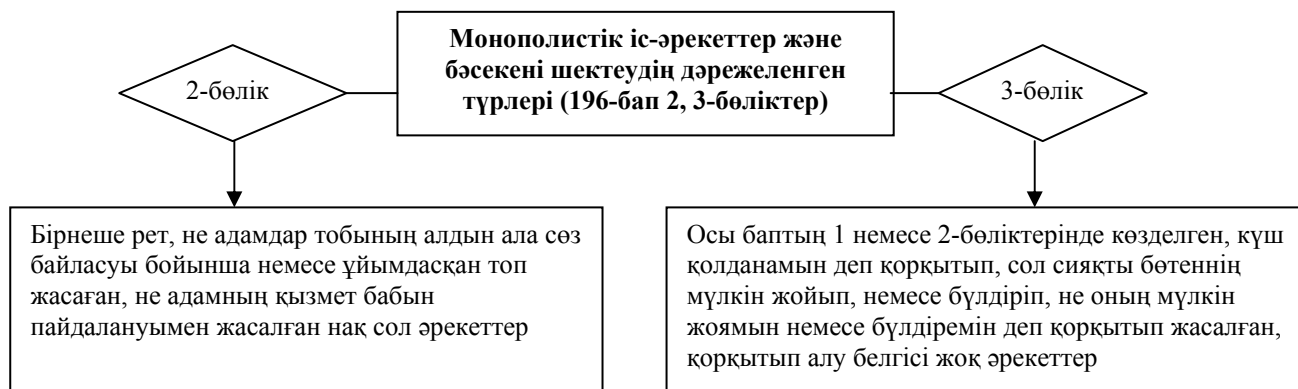 Монополистік іс-әрекеттер және
бәсекені шектеудің дәрежеленген
түрлері (196-бап 2, 3-бөліктер)
2-бөлік
3-бөлік
Бірнеше рет, не адамдар тобының алдын ала сөз
байласуы бойынша немесе ұйымдасқан топ
жасаған, не адамның қызмет бабын
пайдалануымен жасалған нақ сол әрекеттер
Осы баптың 1 немесе 2-бөліктерінде көзделген, күш
қолданамын деп қорқытып, сол сияқты бөтеннің
мүлкін жойып, немесе бүлдіріп, не оның мүлкін
жоямын немесе бүлдіремін деп қорқытып жасалған,
қорқытып алу белгісі жоқ әрекеттер